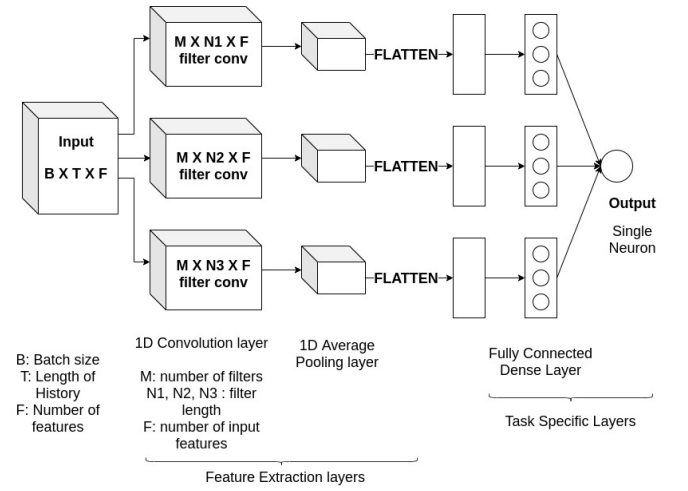 M X N1 X F
filter conv
FLATTEN
Input
B X T X F
M X N2 X F
filter conv
FLATTEN
Output
Single
Neuron
M X N3 X F
filter conv
FLATTEN
1D Convolution layer
1D Average
Pooling layer
Fully Connected
Dense Layer
B: Batch size
T: Length of
History
F: Number of
features
M: number of filters
N1, N2, N3 : filter
length
F: number of input
features
Task Specific Layers
Feature Extraction layers